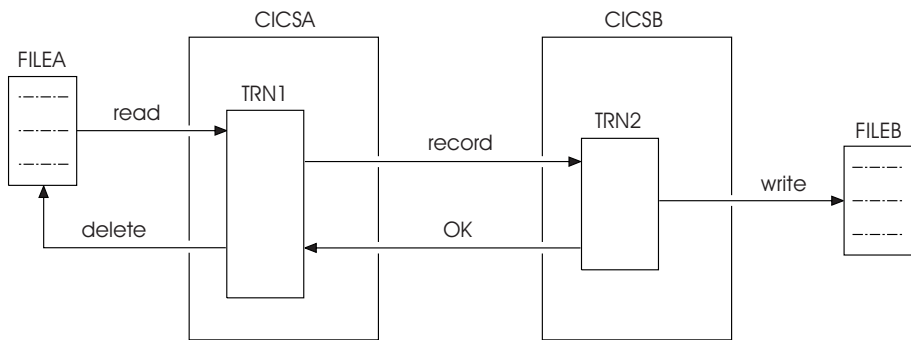 CICSA
CICSB
FILEA
TRN1
TRN2
FILEB
read
record
write
delete
OK